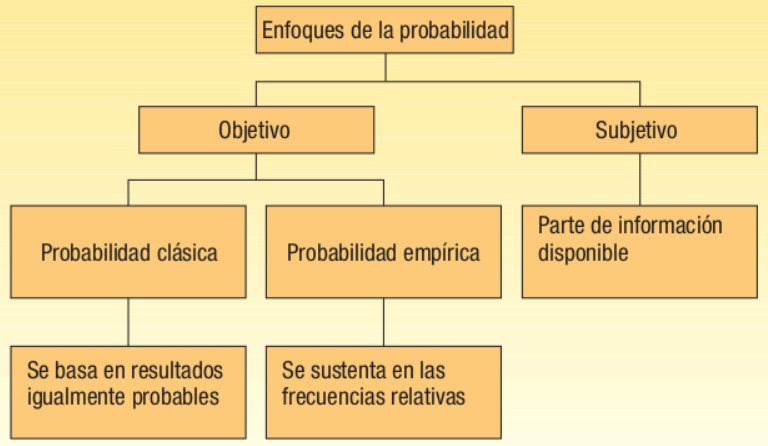 Enfoques de la probabilidad
Objetivo
Subjetivo
Probabilidad clásica
Probabilidad empírica
Parte de información
disponible
Se basa en resultados
igualmente probables
Se sustenta en las
frecuencias relativas